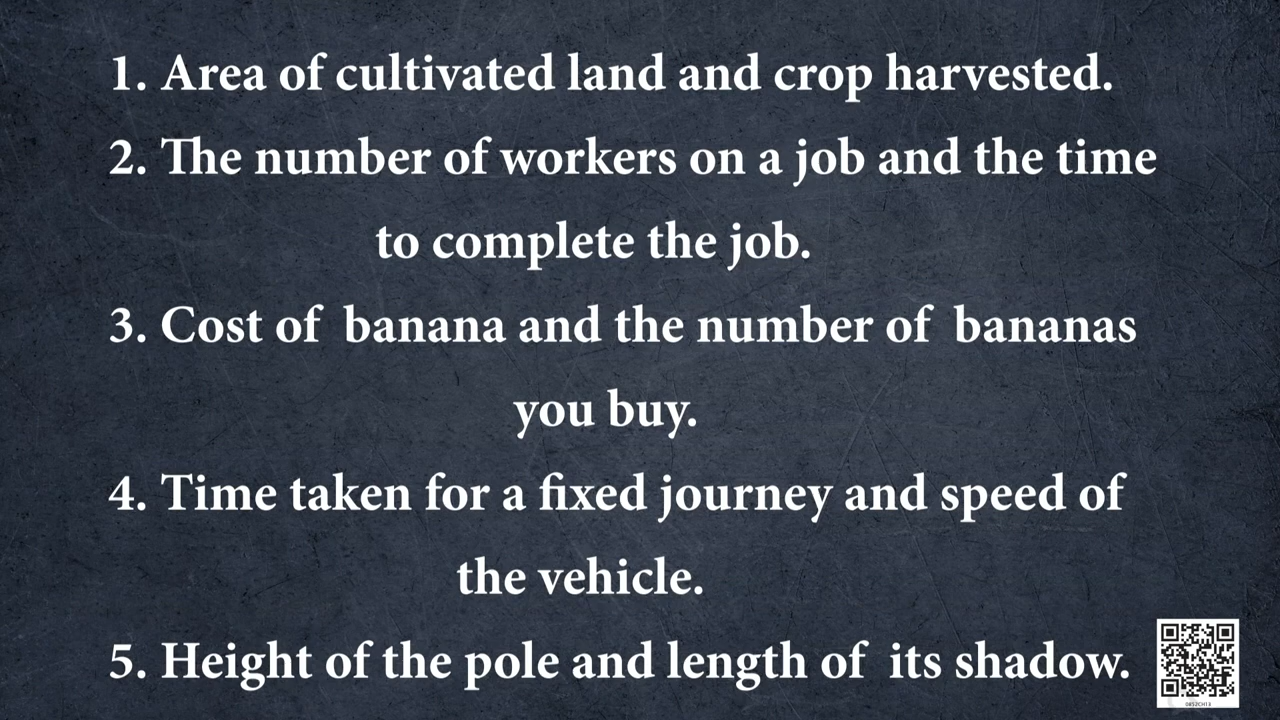 1. Area of cultivated land and crop harvested.
2. The number of workers on a job and the time
to complete the job.
3. Cost of banana and the number of bananas
you buy.
4. Time taken for a fixed journey and speed of
the vehicle.
5. Height of the pole and length of its shadow.
0852CH13